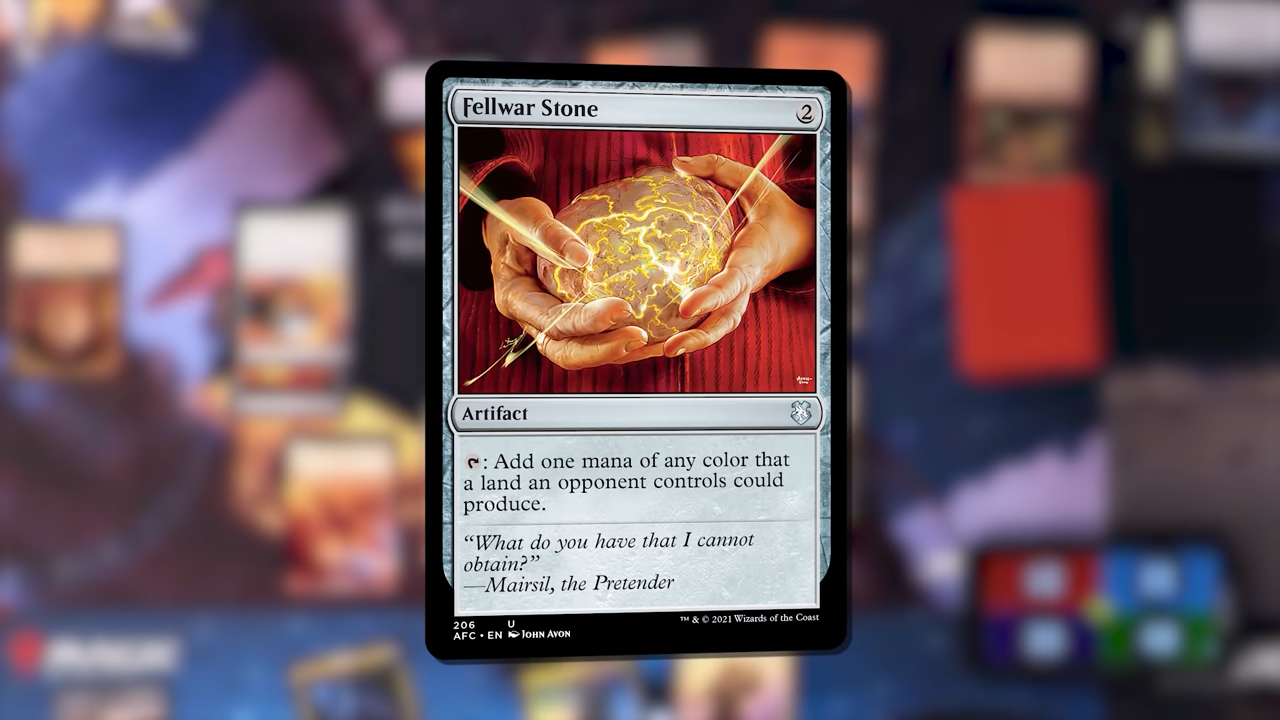 Fellwar Stone 2
Artifact
: Add one mana of any color that
a land an opponent controls could
produce.
“What do you have that I cannot
obtain?”
—Mairsil, the Pretender
206 U
AFC • EN John Avon
™ & © 2021 Wizards of the Coast